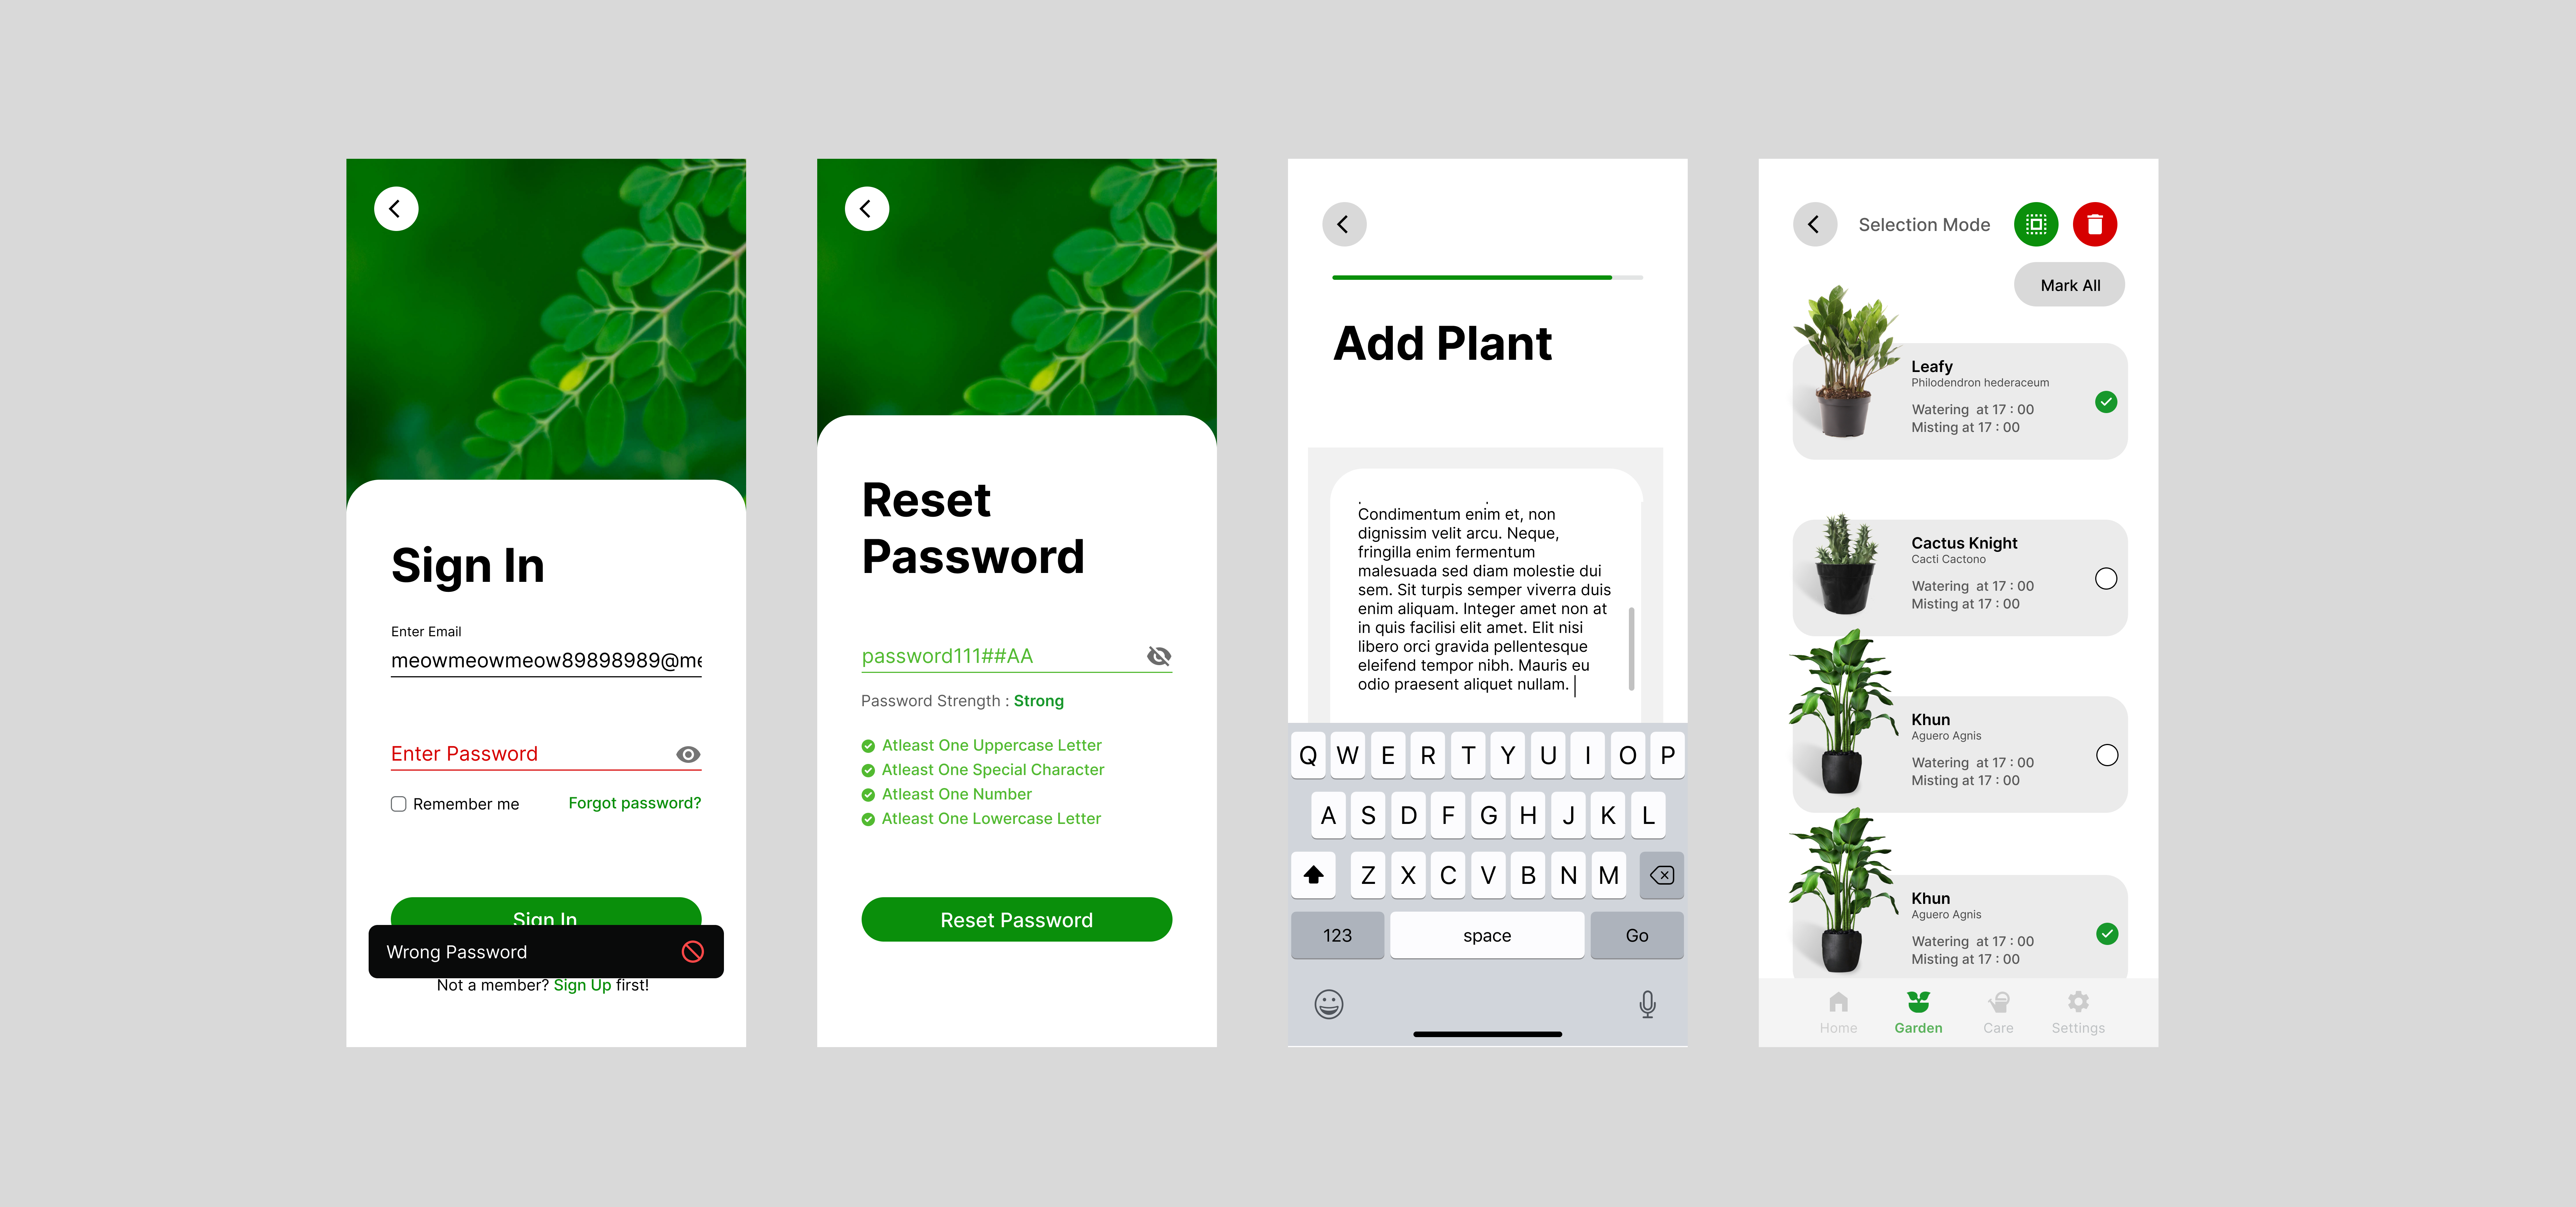 Sign In
Enter Email
meowmeowmeow89898989@me
Enter Password
Remember me
Forgot password?
Sign In
Wrong Password
Not a member? Sign Up first!
Reset
Password
password111##AA
Password Strength : Strong
Atleast One Uppercase Letter
Atleast One Special Character
Atleast One Number
Atleast One Lowercase Letter
Reset Password
Add Plant
Condimentum enim et, non
dignissim velit arcu. Neque,
fringilla enim fermentum
malesuada sed diam molestie dui
sem. Sit turpis semper viverra duis
enim aliquam. Integer amet non at
in quis facilisi elit amet. Elit nisi
libero orci gravida pellentesque
eleifend tempor nibh. Mauris eu
odio praesent aliquet nullam.
Q W E R T Y U I O P
A S D F G H J K L
Z X C V B N M
123 space Go
Selection Mode
Mark All
Leafy
Philodendron hederaceum
Watering at 17 : 00
Misting at 17 : 00
Cactus Knight
Cacti Cactono
Watering at 17 : 00
Misting at 17 : 00
Khun
Aguero Agnis
Watering at 17 : 00
Misting at 17 : 00
Khun
Aguero Agnis
Watering at 17 : 00
Misting at 17 : 00
Home Garden Care Settings